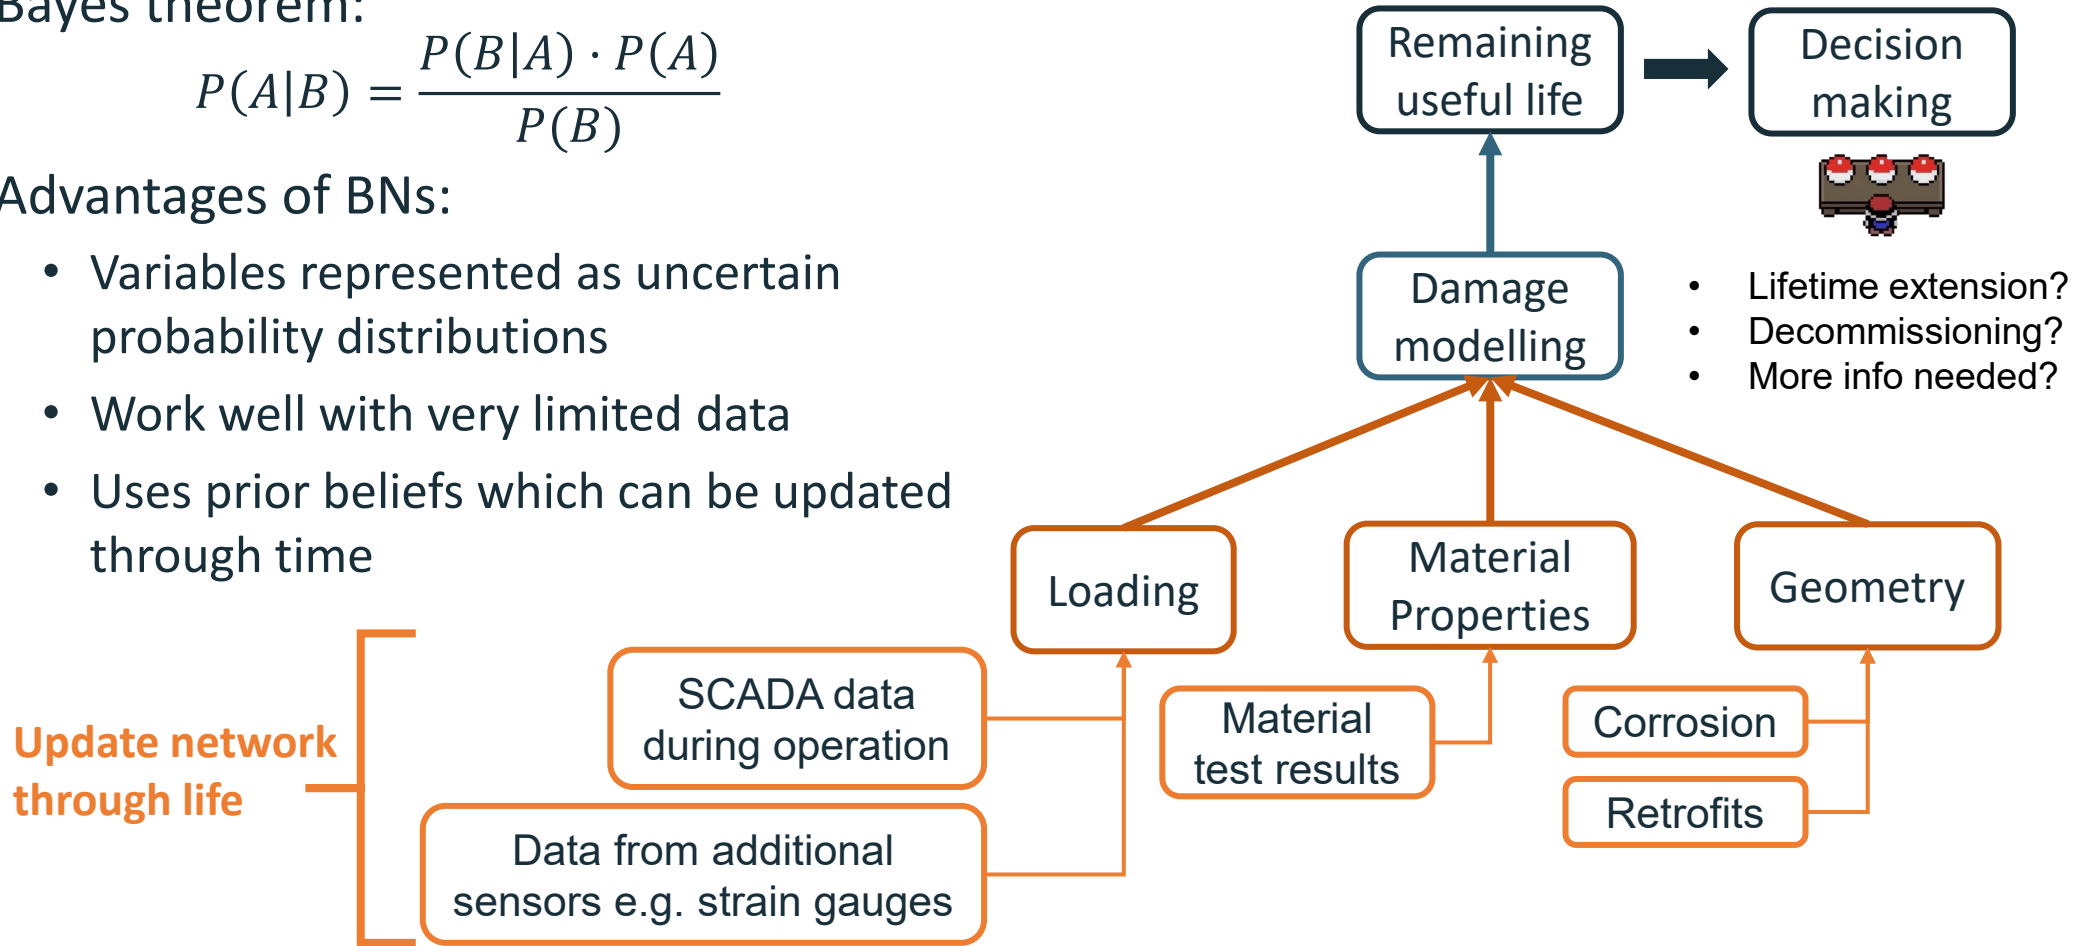 Bayes theorem:
P(A|B) = P(B|A) · P(A) / P(B)
Advantages of BNs:
• Variables represented as uncertain
probability distributions
• Work well with very limited data
• Uses prior beliefs which can be updated
through time
Remaining
useful life
Decision
making
• Lifetime extension?
• Decommissioning?
• More info needed?
Damage
modelling
Loading
Material
Properties
Geometry
Update network
through life
SCADA data
during operation
Data from additional
sensors e.g. strain gauges
Material
test results
Corrosion
Retrofits